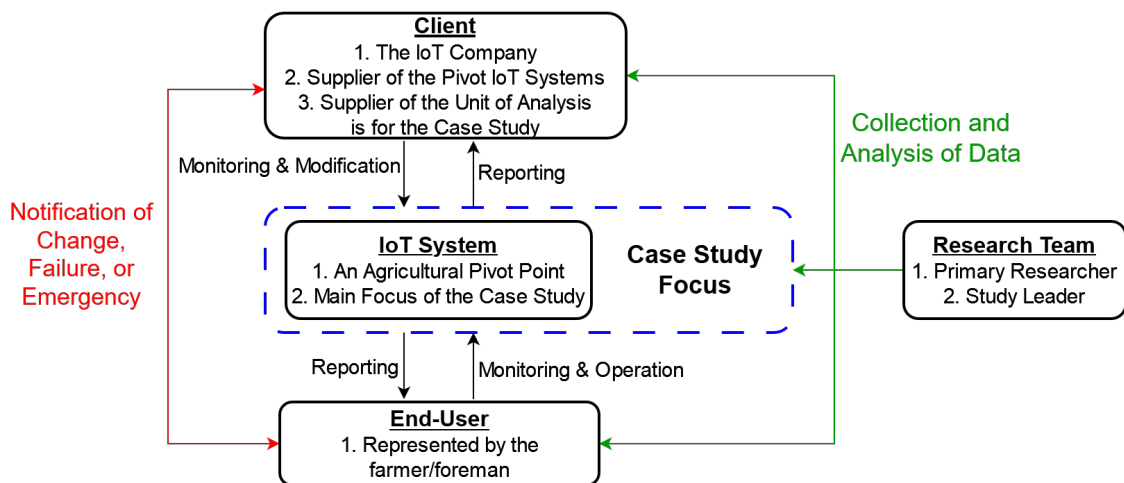 Client
1. The IoT Company
2. Supplier of the Pivot IoT Systems
3. Supplier of the Unit of Analysis
is for the Case Study
Collection and
Analysis of Data
Monitoring & Modification
Reporting
Notification of
Change,
Failure, or
Emergency
IoT System
1. An Agricultural Pivot Point
2. Main Focus of the Case Study
Case Study
Focus
Research Team
1. Primary Researcher
2. Study Leader
Reporting
Monitoring & Operation
End-User
1. Represented by the
farmer/foreman